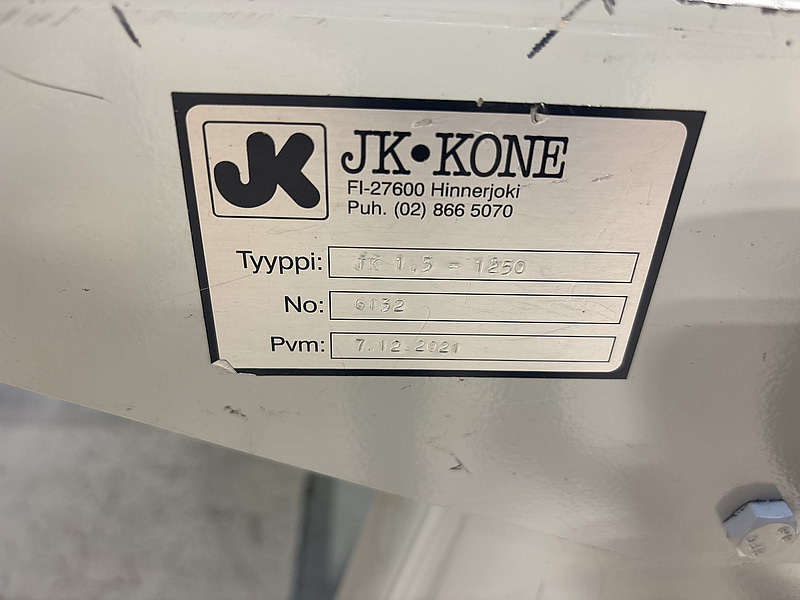 JK
JK•KONE
FI-27600 Hinnerjoki
Puh. (02) 866 5070
Tyyppi: JK 1.5 - 1250
No: 6132
Pvm: 7.12.2021